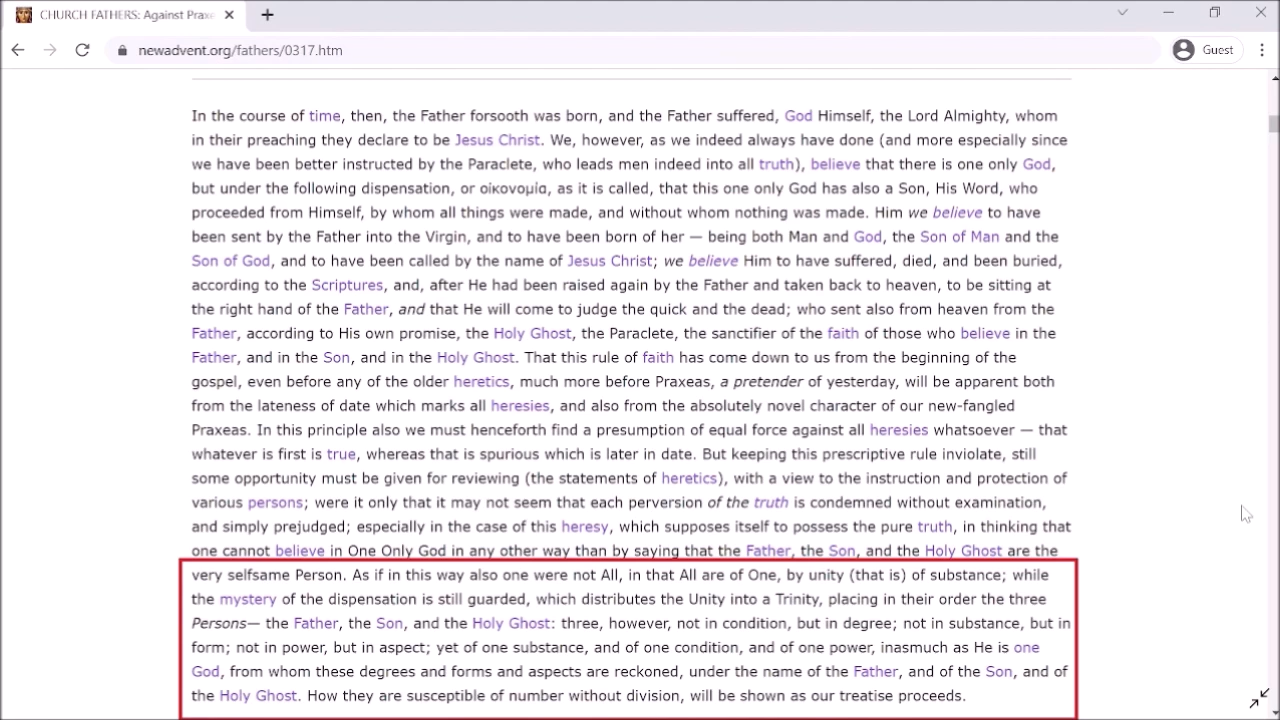 CHURCH FATHERS: Against Prax
newadvent.org/fathers/0317.htm
Guest
In the course of time, then, the Father forsooth was born, and the Father suffered, God Himself, the Lord Almighty, whom
in their preaching they declare to be Jesus Christ. We, however, as we indeed always have done (and more especially since
we have been better instructed by the Paraclete, who leads men indeed into all truth), believe that there is one only God,
but under the following dispensation, or οἰκονομία, as it is called, that this one only God has also a Son, His Word, who
proceeded from Himself, by whom all things were made, and without whom nothing was made. Him we believe to have
been sent by the Father into the Virgin, and to have been born of her — being both Man and God, the Son of Man and the
Son of God, and to have been called by the name of Jesus Christ; we believe Him to have suffered, died, and been buried,
according to the Scriptures, and, after He had been raised again by the Father and taken back to heaven, to be sitting at
the right hand of the Father, and that He will come to judge the quick and the dead; who sent also from heaven from the
Father, according to His own promise, the Holy Ghost, the Paraclete, the sanctifier of the faith of those who believe in the
Father, and in the Son, and in the Holy Ghost. That this rule of faith has come down to us from the beginning of the
gospel, even before any of the older heretics, much more before Praxeas, a pretender of yesterday, will be apparent both
from the lateness of date which marks all heresies, and also from the absolutely novel character of our new-fangled
Praxeas. In this principle also we must henceforth find a presumption of equal force against all heresies whatsoever — that
whatever is first is true, whereas that is spurious which is later in date. But keeping this prescriptive rule inviolate, still
some opportunity must be given for reviewing (the statements of heretics), with a view to the instruction and protection of
various persons; were it only that it may not seem that each perversion of the truth is condemned without examination,
and simply prejudged; especially in the case of this heresy, which supposes itself to possess the pure truth, in thinking that
one cannot believe in One Only God in any other way than by saying that the Father, the Son, and the Holy Ghost are the
very selfsame Person. As if in this way also one were not All, in that All are of One, by unity (that is) of substance; while
the mystery of the dispensation is still guarded, which distributes the Unity into a Trinity, placing in their order the three
Persons— the Father, the Son, and the Holy Ghost: three, however, not in condition, but in degree; not in substance, but in
form; not in power, but in aspect; yet of one substance, and of one condition, and of one power, inasmuch as He is one
God, from whom these degrees and forms and aspects are reckoned, under the name of the Father, and of the Son, and of
the Holy Ghost. How they are susceptible of number without division, will be shown as our treatise proceeds.